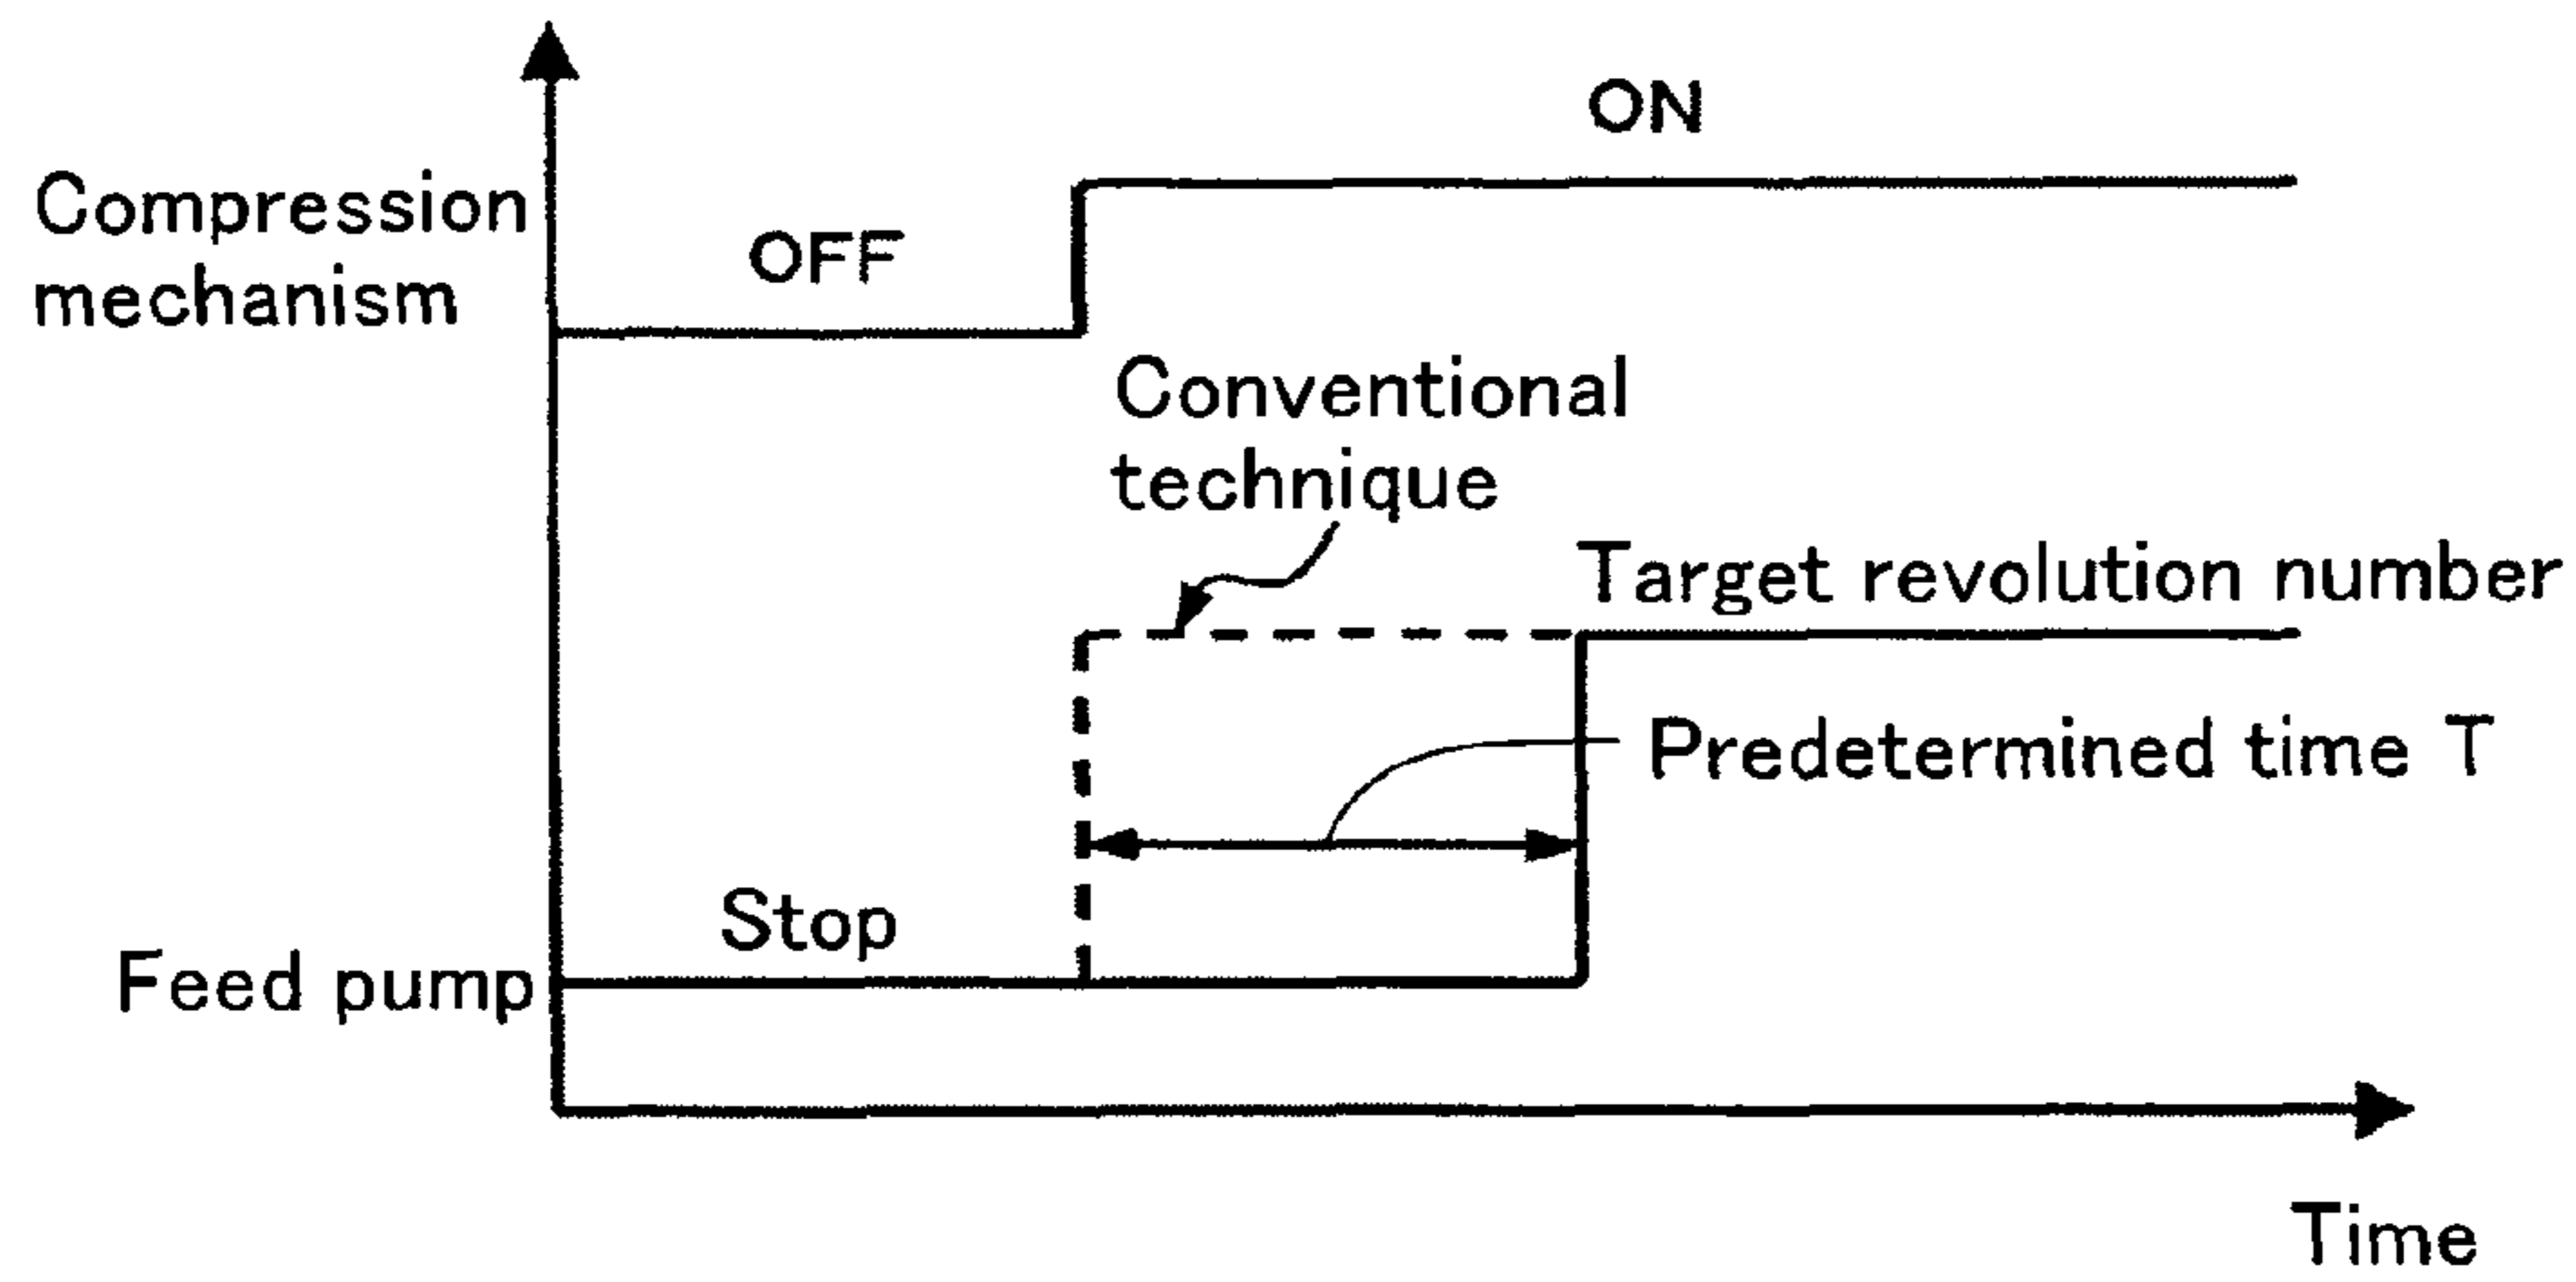 ON
Compression
mechanism
OFF
Conventional
technique
Target revolution number
Predetermined time T
Stop
Feed pump
Time